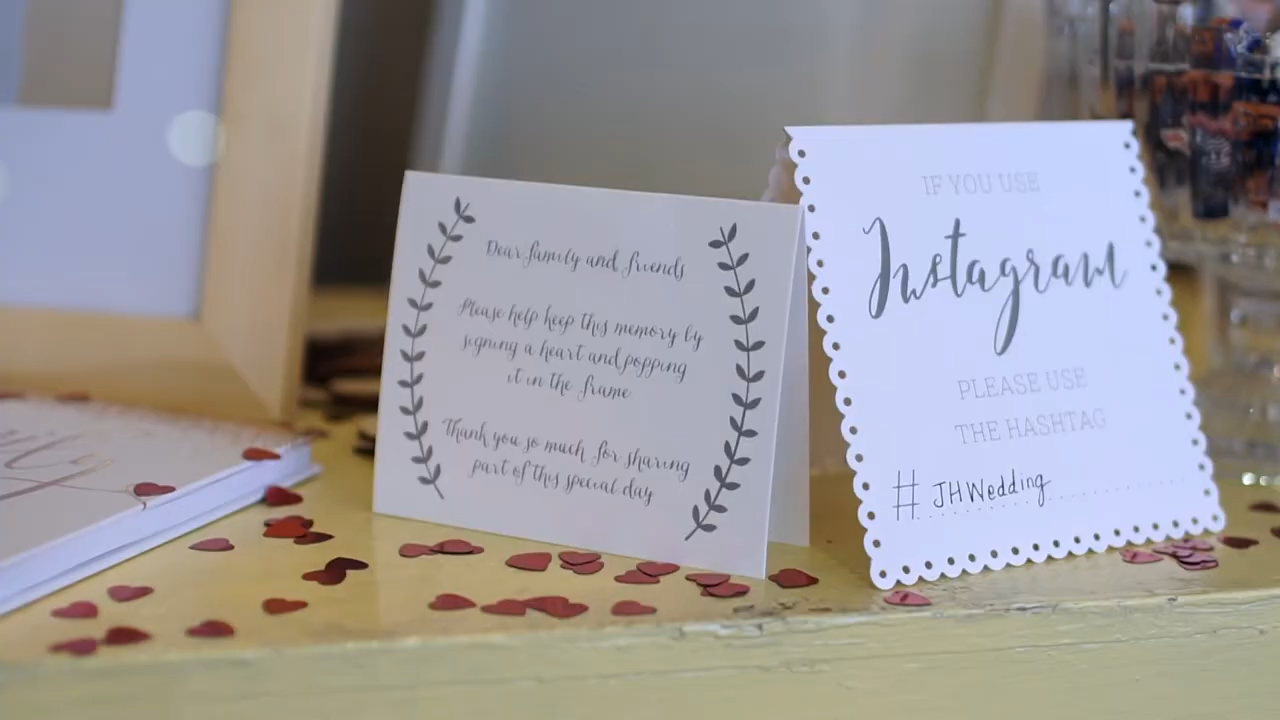 Dear family and friends
Please help keep this memory by
signing a heart and popping
it in the frame
Thank you so much for sharing
part of this special day
IF YOU USE
Instagram
PLEASE USE
THE HASHTAG
# JHWedding